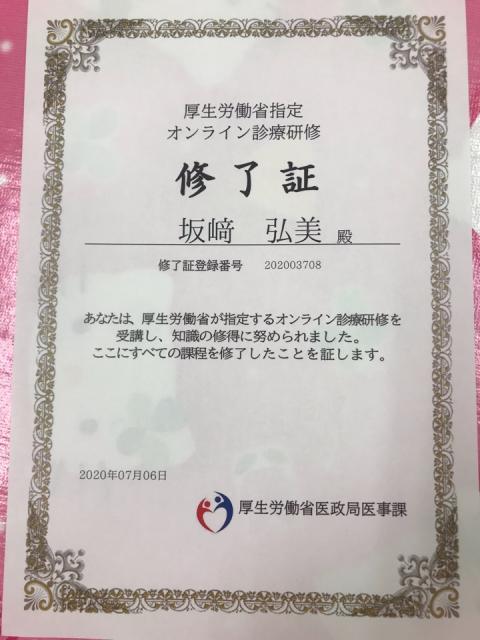 厚生労働省指定
オンライン診療研修
修了証
坂﨑 弘美 殿
修了証登録番号 202003708
あなたは、厚生労働省が指定するオンライン診療研修を
受講し、知識の修得に努められました。
ここにすべての課程を修了したことを証します。
2020年07月06日
厚生労働省医政局医事課